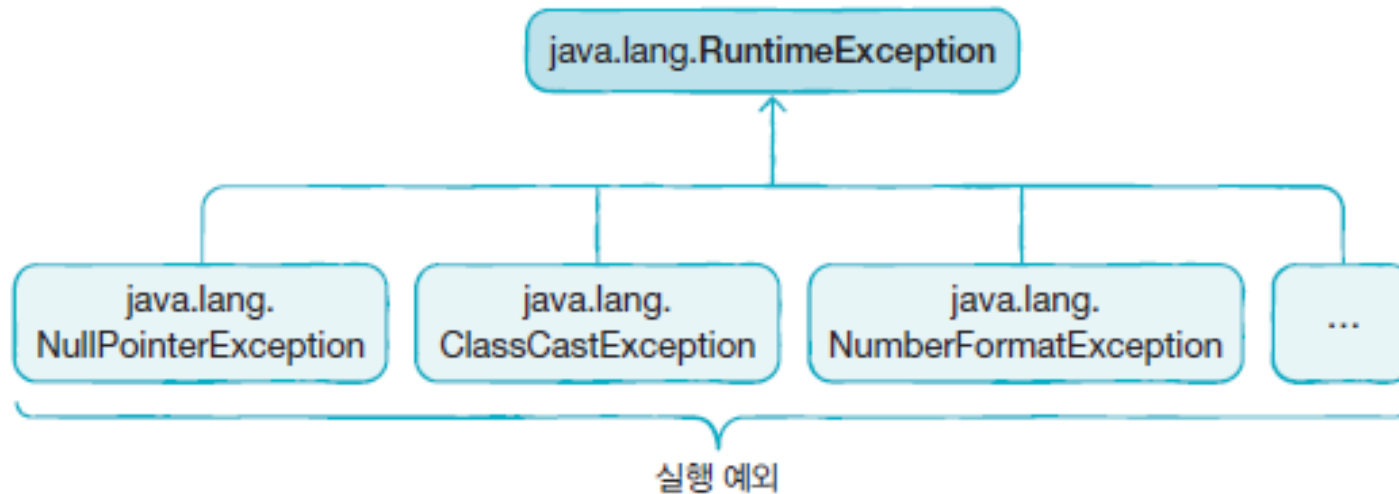 java.lang.RuntimeException
java.lang.
NullPointerException
java.lang.
ClassCastException
java.lang.
NumberFormatException
...
실행 예외